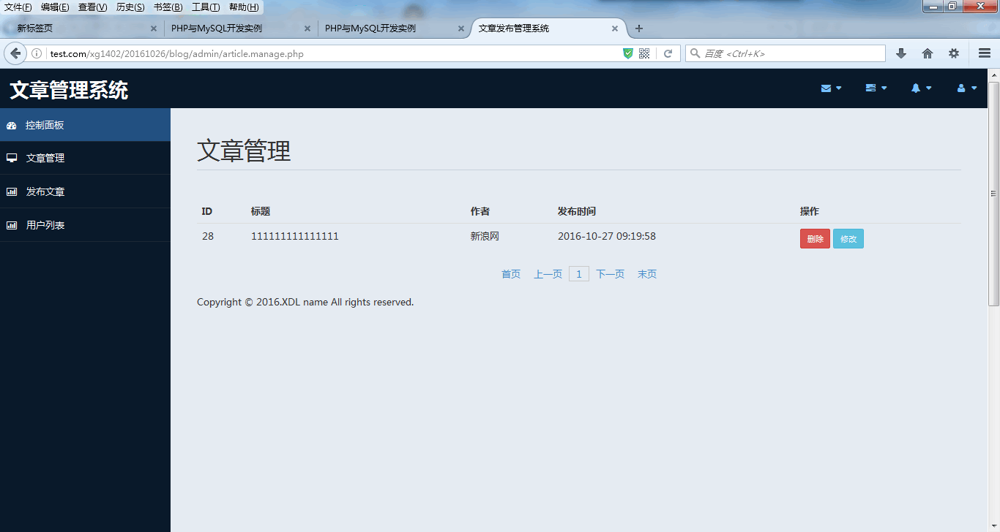 文件(F) 编辑(E) 查看(V) 历史(S) 书签(B) 工具(T) 帮助(H)
新标签页 PHP与MySQL开发实例 PHP与MySQL开发实例 文章发布管理系统
test.com/xg1402/20161026/blog/admin/article.manage.php 百度 <Ctrl+K>
文章管理系统
控制面板
文章管理
发布文章
用户列表
文章管理
ID 标题 作者 发布时间 操作
28 111111111111111 新浪网 2016-10-27 09:19:58 删除 修改
首页 上一页 1 下一页 末页
Copyright © 2016.XDL name All rights reserved.